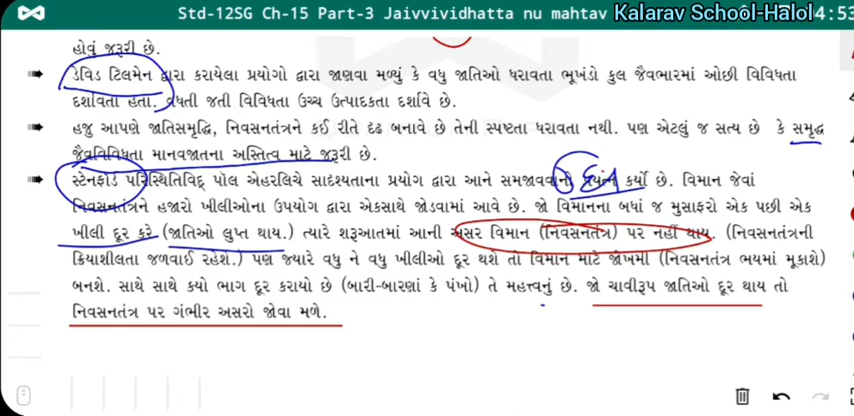 Std-12SG Ch-15 Part-3 Jaivvividhatta nu mahtav
Kalarav School-Halol
4:53
હોવું જરૂરી છે.
ડેવિડ ટિલમેન દ્વારા કરાયેલા પ્રયોગો દ્વારા જાણવા મળ્યું કે વધુ જાતિઓ ધરાવતા ભૂખંડો કુલ જૈવભારમાં ઓછી વિવિધતા
દર્શાવતા હતા. વધતી જતી વિવિધતા ઉચ્ચ ઉત્પાદકતા દર્શાવે છે.
હજુ આપણે જાતિસમૃદ્ધિ, નિવસનતંત્રને કઈ રીતે દૃઢ બનાવે છે તેની સ્પષ્ટતા ધરાવતા નથી. પણ એટલું જ સત્ય છે કે સમૃદ્ધ
જૈવવિવિધતા માનવજાતના અસ્તિત્વ માટે જરૂરી છે.
સ્ટેનફોર્ડ પરિસ્થિતિવિદ્ પૉલ એહરલિચે સાદૃશ્યતાના પ્રયોગ દ્વારા આને સમજાવવાનો પ્રયત્ન કર્યો છે. વિમાન જેવાં
નિવસનતંત્રને હજારો ખીલીઓના ઉપયોગ દ્વારા એકસાથે જોડવામાં આવે છે. જો વિમાનના બધાં જ મુસાફરો એક પછી એક
ખીલી દૂર કરે (જાતિઓ લુપ્ત થાય.) ત્યારે શરૂઆતમાં આની અસર વિમાન (નિવસનતંત્ર) પર નહીં થાય. (નિવસનતંત્રની
ક્રિયાશીલતા જળવાઈ રહેશે.) પણ જ્યારે વધુ ને વધુ ખીલીઓ દૂર થશે તો વિમાન માટે જોખમી (નિવસનતંત્ર ભયમાં મૂકાશે)
બનશે. સાથે સાથે કયો ભાગ દૂર કરાયો છે (બારી-બારણાં કે પંખો) તે મહત્ત્વનું છે. જો ચાવીરૂપ જાતિઓ દૂર થાય તો
નિવસનતંત્ર પર ગંભીર અસરો જોવા મળે.